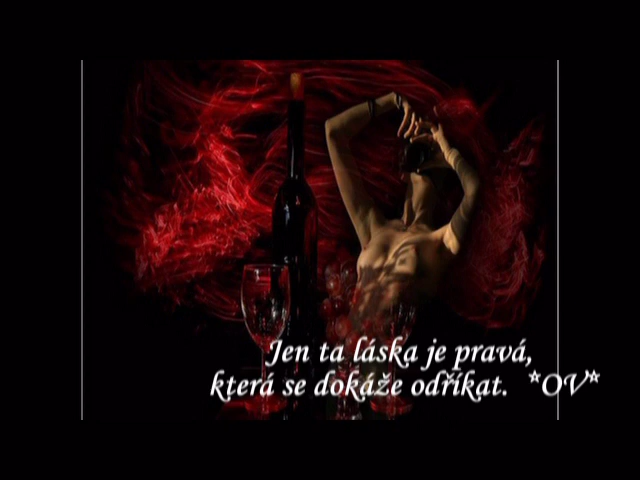 Jen ta láska je pravá,
která se dokáže odříkat. *OV*